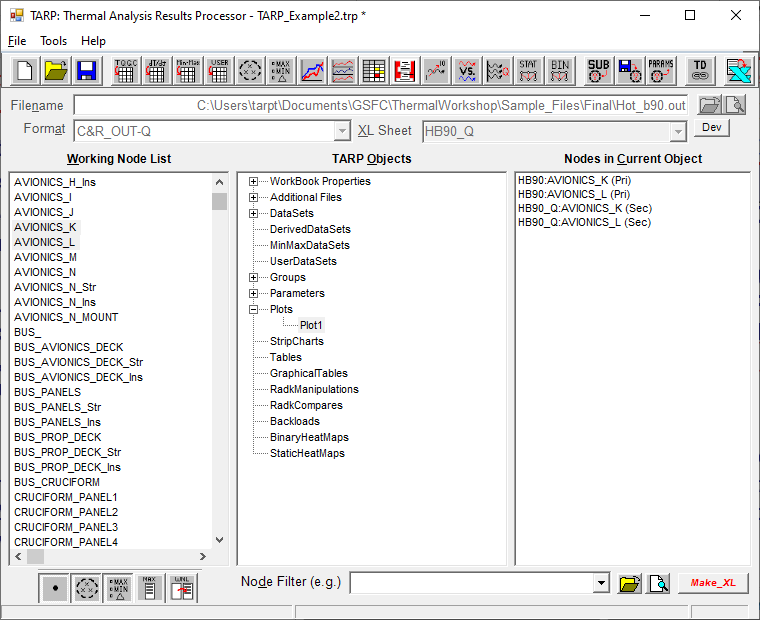 TARP: Thermal Analysis Results Processor - TARP_Example2.trp *
File Tools Help
TQGC dT/dt Min-Max USER MAX MIN 10 VS. Q STAT BIN SUB PARAMS TD
Filename C:\Users\tarpt\Documents\GSFC\ThermalWorkshop\Sample_Files\Final\Hot_b90.out
Format C&R_OUT-Q XL Sheet HB90_Q Dev
Working Node List
AVIONICS_H_Ins
AVIONICS_I
AVIONICS_J
AVIONICS_K
AVIONICS_L
AVIONICS_M
AVIONICS_N
AVIONICS_N_Str
AVIONICS_N_Ins
AVIONICS_N_MOUNT
BUS_
BUS_AVIONICS_DECK
BUS_AVIONICS_DECK_Str
BUS_AVIONICS_DECK_Ins
BUS_PANELS
BUS_PANELS_Str
BUS_PANELS_Ins
BUS_PROP_DECK
BUS_PROP_DECK_Str
BUS_PROP_DECK_Ins
BUS_CRUCIFORM
CRUCIFORM_PANEL1
CRUCIFORM_PANEL2
CRUCIFORM_PANEL3
CRUCIFORM_PANEL4
TARP Objects
WorkBook Properties
Additional Files
DataSets
DerivedDataSets
MinMaxDataSets
UserDataSets
Groups
Parameters
Plots
Plot1
StripCharts
Tables
GraphicalTables
RadkManipulations
RadkCompares
Backloads
BinaryHeatMaps
StaticHeatMaps
Nodes in Current Object
HB90:AVIONICS_K (Pri)
HB90:AVIONICS_L (Pri)
HB90_Q:AVIONICS_K (Sec)
HB90_Q:AVIONICS_L (Sec)
MAX MIN MAX WNL Node Filter (e.g.) Make_XL